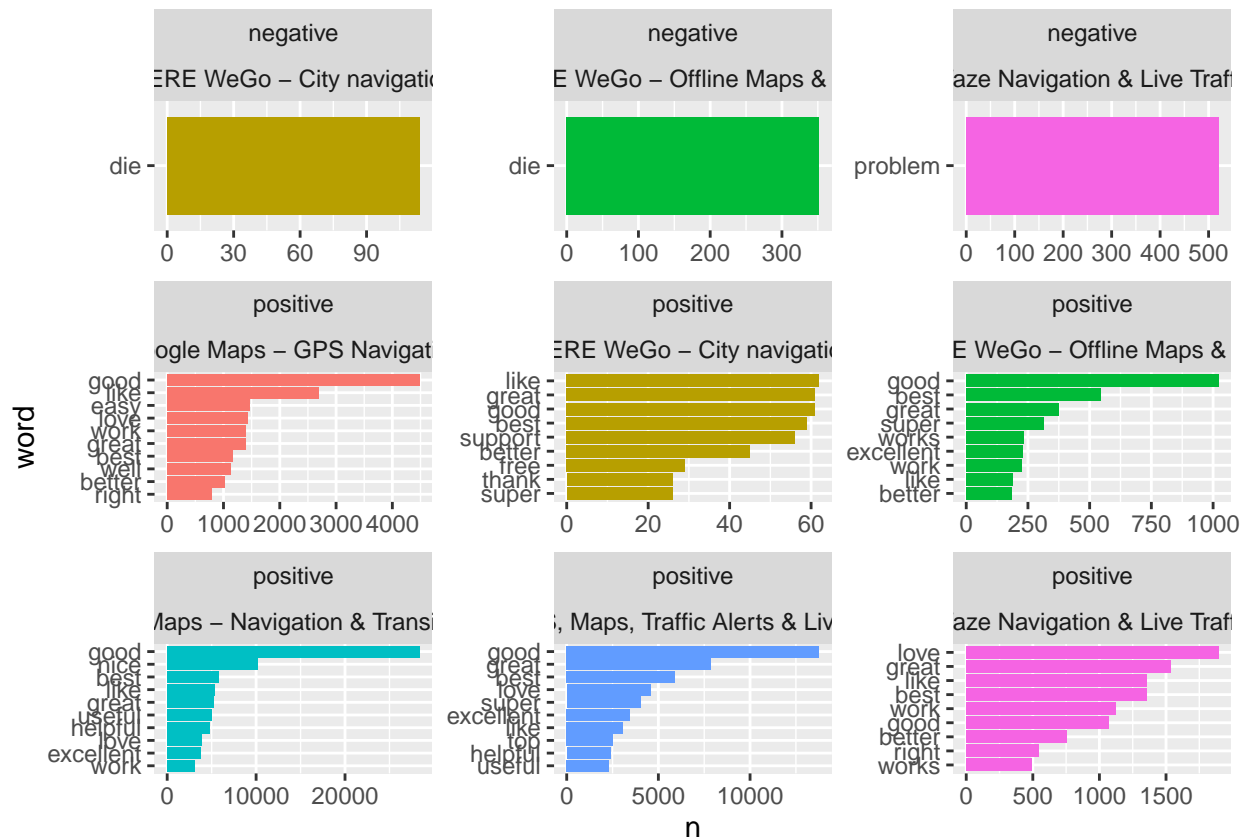 negative
ERE WeGo – City navigatio
die
0 30 60 90
negative
E WeGo – Offline Maps &
die
0 100 200 300
negative
aze Navigation & Live Traff
problem
0 100 200 300 400 500
word
positive
ogle Maps – GPS Navigati
good
like
easy
love
work
great
best
well
better
right
0 1000 2000 3000 4000
positive
ERE WeGo – City navigatio
like
great
good
best
support
better
free
thank
super
0 20 40 60
positive
E WeGo – Offline Maps &
good
best
great
super
works
excellent
work
like
better
0 250 500 750 1000
positive
Maps – Navigation & Transi
good
nice
best
like
great
useful
helpful
love
excellent
work
0 10000 20000
positive
S, Maps, Traffic Alerts & Liv
good
great
best
love
super
excellent
like
top
helpful
useful
0 5000 10000
positive
aze Navigation & Live Traff
love
great
like
best
work
good
better
right
works
0 500 1000 1500
n